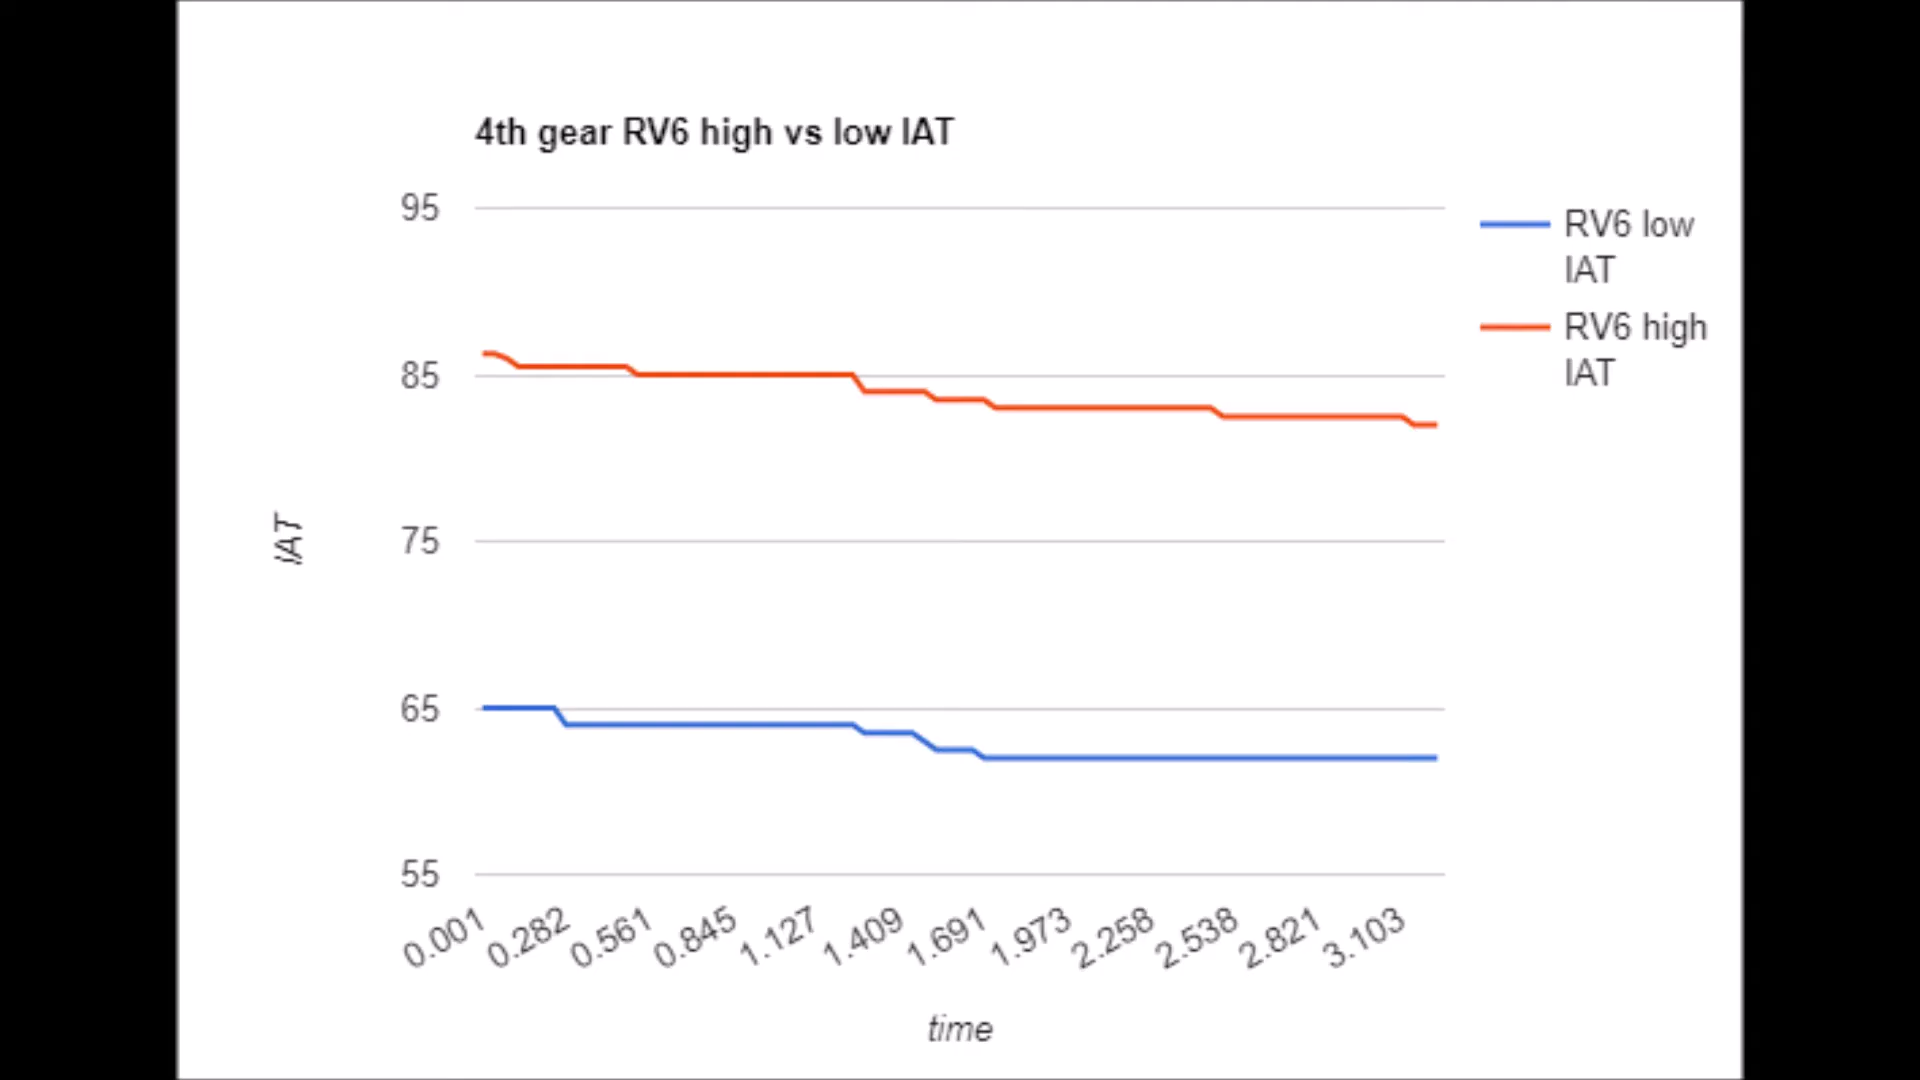 4th gear RV6 high vs low IAT
95
85
75
65
55
IAT
RV6 low
IAT
RV6 high
IAT
0.001
0.282
0.561
0.845
1.127
1.409
1.691
1.973
2.258
2.538
2.821
3.103
time